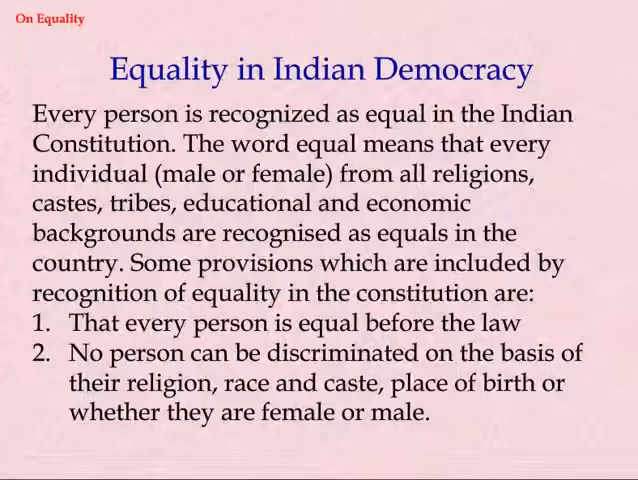 On Equality
Equality in Indian Democracy
Every person is recognized as equal in the Indian
Constitution. The word equal means that every
individual (male or female) from all religions,
castes, tribes, educational and economic
backgrounds are recognised as equals in the
country. Some provisions which are included by
recognition of equality in the constitution are:
1. That every person is equal before the law
2. No person can be discriminated on the basis of
their religion, race and caste, place of birth or
whether they are female or male.